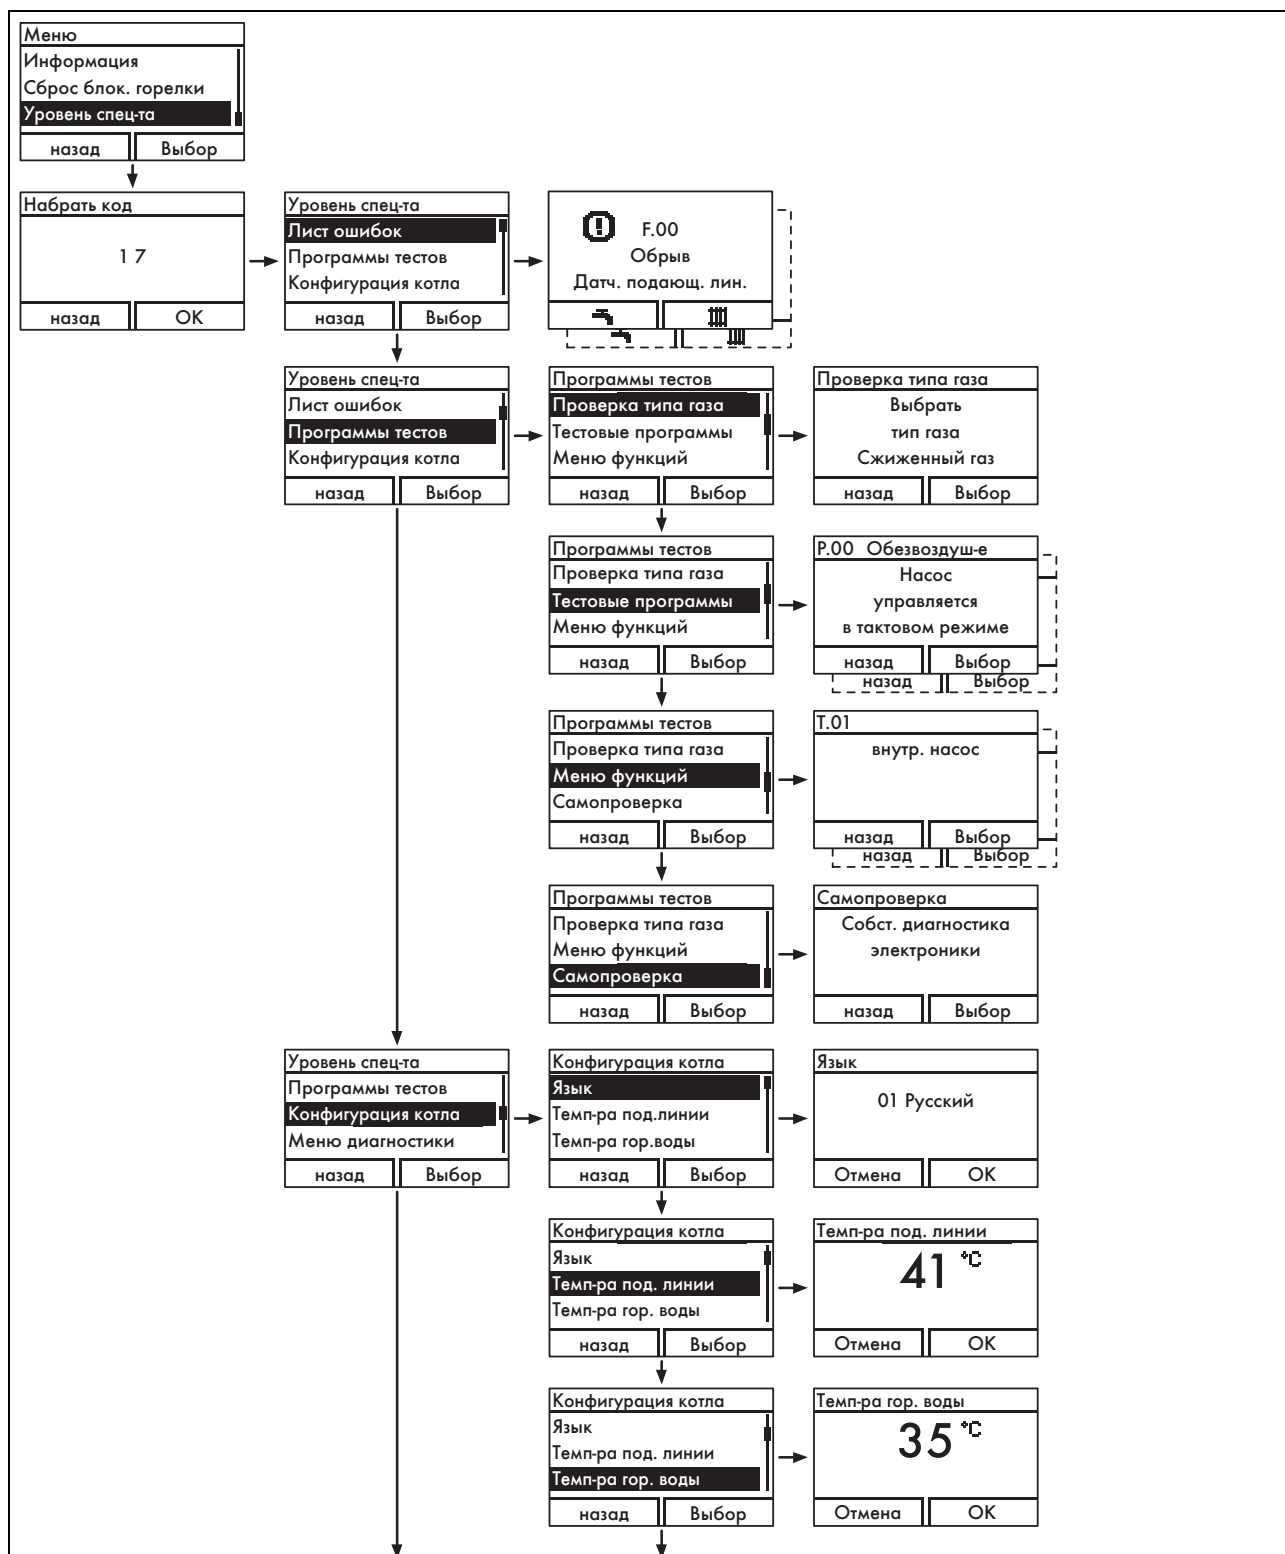 Меню
Информация
Сброс блок. горелки
Уровень спец-та
назад Выбор
Набрать код
1 7
назад OK
Уровень спец-та
Лист ошибок
Программы тестов
Конфигурация котла
назад Выбор
F.00
Обрыв
Датч. подающ. лин.
Уровень спец-та
Лист ошибок
Программы тестов
Конфигурация котла
назад Выбор
Программы тестов
Проверка типа газа
Тестовые программы
Меню функций
назад Выбор
Проверка типа газа
Выбрать
тип газа
Сжиженный газ
назад Выбор
Программы тестов
Проверка типа газа
Тестовые программы
Меню функций
назад Выбор
P.00 Обезвоздуш-е
Насос
управляется
в тактовом режиме
назад Выбор
назад Выбор
Программы тестов
Проверка типа газа
Меню функций
Самопроверка
назад Выбор
T.01
внутр. насос
назад Выбор
назад Выбор
Программы тестов
Проверка типа газа
Меню функций
Самопроверка
назад Выбор
Самопроверка
Собст. диагностика
электроники
назад Выбор
Уровень спец-та
Программы тестов
Конфигурация котла
Меню диагностики
назад Выбор
Конфигурация котла
Язык
Темп-ра под.линии
Темп-ра гор.воды
назад Выбор
Язык
01 Русский
Отмена OK
Конфигурация котла
Язык
Темп-ра под. линии
Темп-ра гор. воды
назад Выбор
Темп-ра под. линии
41 °C
Отмена OK
Конфигурация котла
Язык
Темп-ра под. линии
Темп-ра гор. воды
назад Выбор
Темп-ра гор. воды
35 °C
Отмена OK